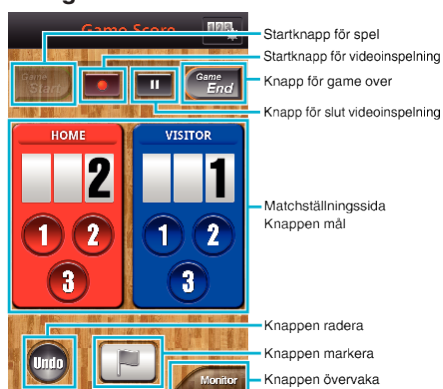 Game Score
123
Startknapp för spel
Startknapp för videoinspelning
Game
Start
Game
End
Knapp för game over
Knapp för slut videoinspelning
HOME
VISITOR
2
1
Matchställningssida
Knappen mål
1
2
1
2
3
3
Knappen radera
Undo
Knappen markera
Monitor
Knappen övervaka